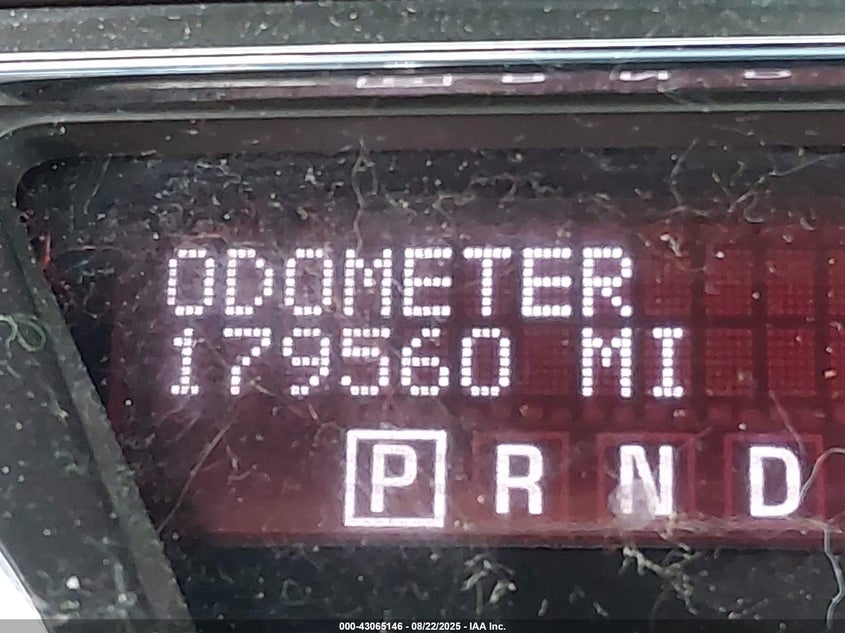 ODOMETER
179560 MI
P R N D
000-43065146 - 08/22/2025 - IAA Inc.